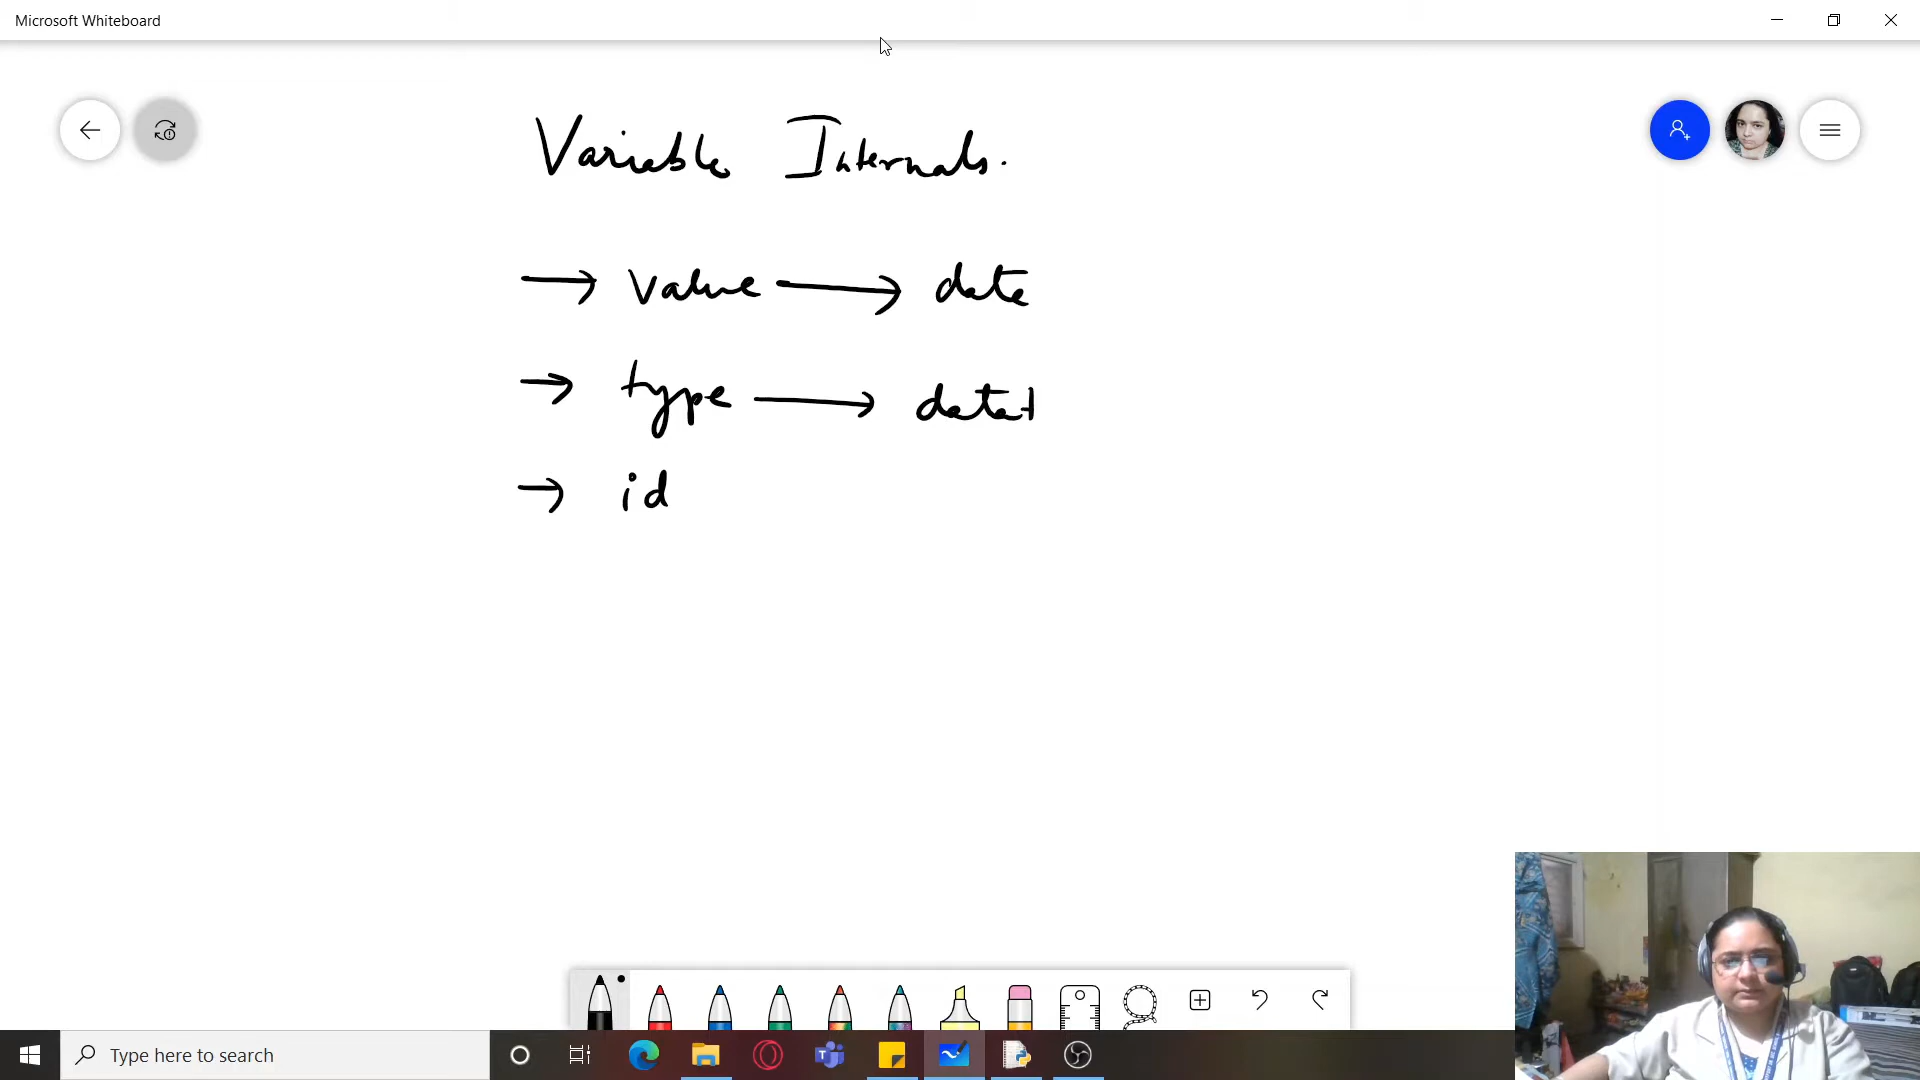 Microsoft Whiteboard
Variable Internals.
→ value → data
→ type → datat
→ id
Type here to search